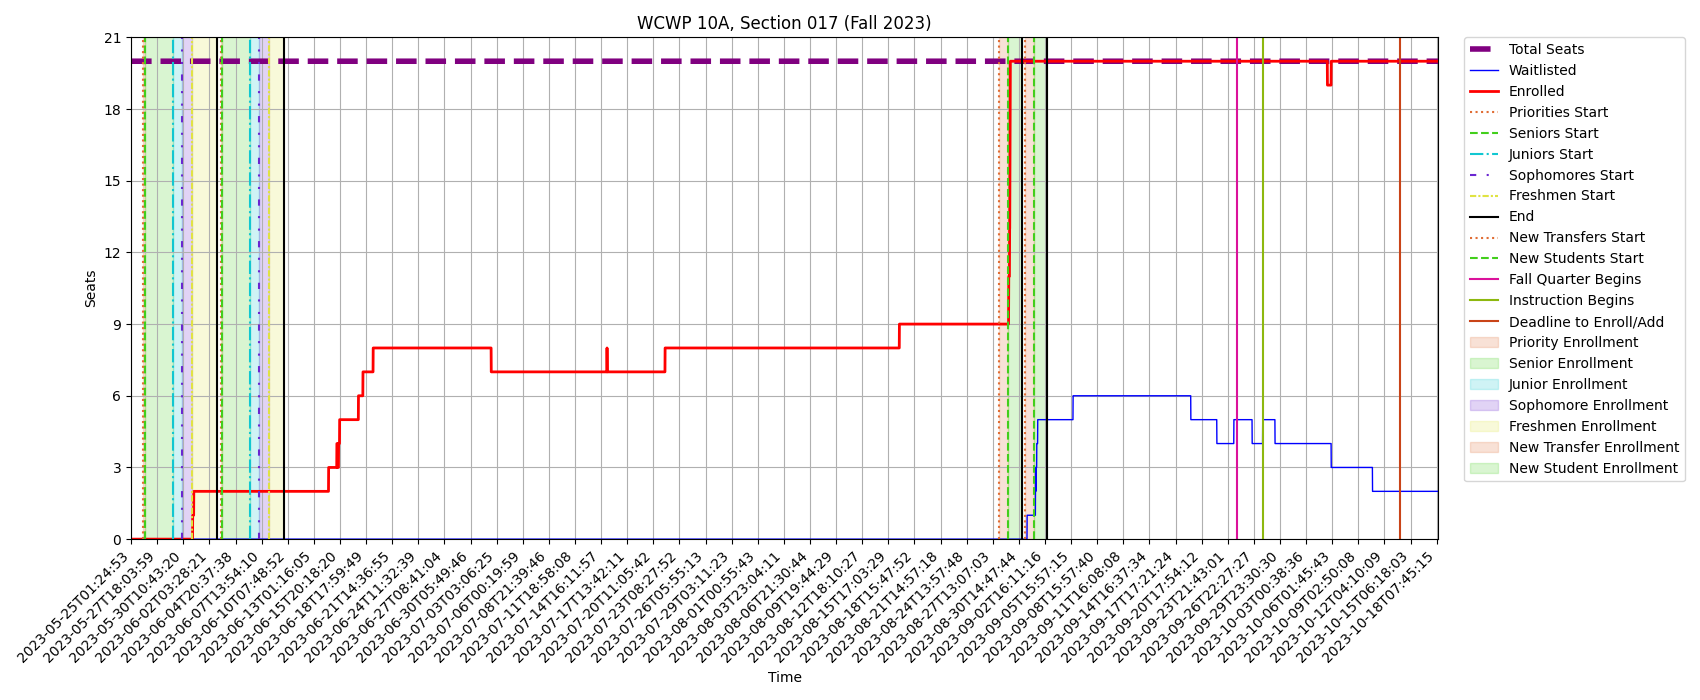 WCWP 10A, Section 017 (Fall 2023)
21
18
15
12
9
6
3
0
Seats
2023-05-25T01:24:53
2023-05-27T18:03:59
2023-05-30T10:43:20
2023-06-02T03:28:21
2023-06-04T20:37:38
2023-06-07T13:54:10
2023-06-10T07:48:52
2023-06-13T01:16:05
2023-06-15T20:18:20
2023-06-18T17:59:49
2023-06-21T14:36:55
2023-06-24T11:32:39
2023-06-27T08:41:04
2023-06-30T05:49:46
2023-07-03T03:06:25
2023-07-06T00:19:59
2023-07-08T21:39:46
2023-07-11T18:58:08
2023-07-14T16:11:57
2023-07-17T13:42:11
2023-07-20T11:05:42
2023-07-23T08:27:52
2023-07-26T05:55:13
2023-07-29T03:11:23
2023-08-01T00:55:43
2023-08-03T23:04:11
2023-08-06T21:30:44
2023-08-09T19:44:29
2023-08-12T18:10:27
2023-08-15T17:03:29
2023-08-18T15:47:52
2023-08-21T14:57:18
2023-08-24T13:57:48
2023-08-27T13:07:03
2023-08-30T14:47:44
2023-09-02T16:11:16
2023-09-05T15:57:15
2023-09-08T15:57:40
2023-09-11T16:08:08
2023-09-14T16:37:34
2023-09-17T17:21:24
2023-09-20T17:54:12
2023-09-23T21:43:01
2023-09-26T22:27:27
2023-09-29T23:30:30
2023-10-03T00:38:36
2023-10-06T01:45:43
2023-10-09T02:50:08
2023-10-12T04:10:09
2023-10-15T06:18:03
2023-10-18T07:45:15
Time
Total Seats
Waitlisted
Enrolled
Priorities Start
Seniors Start
Juniors Start
Sophomores Start
Freshmen Start
End
New Transfers Start
New Students Start
Fall Quarter Begins
Instruction Begins
Deadline to Enroll/Add
Priority Enrollment
Senior Enrollment
Junior Enrollment
Sophomore Enrollment
Freshmen Enrollment
New Transfer Enrollment
New Student Enrollment